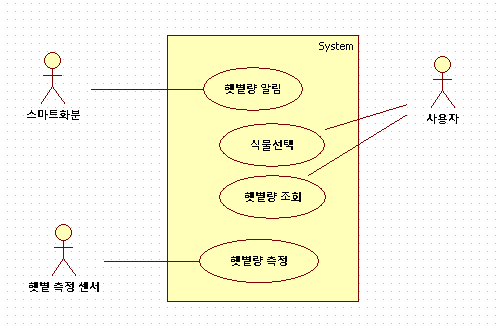 System
스마트화분
햇볕량 알림
사용자
식물선택
햇볕량 조회
햇볕 측정 센서
햇볕량 측정